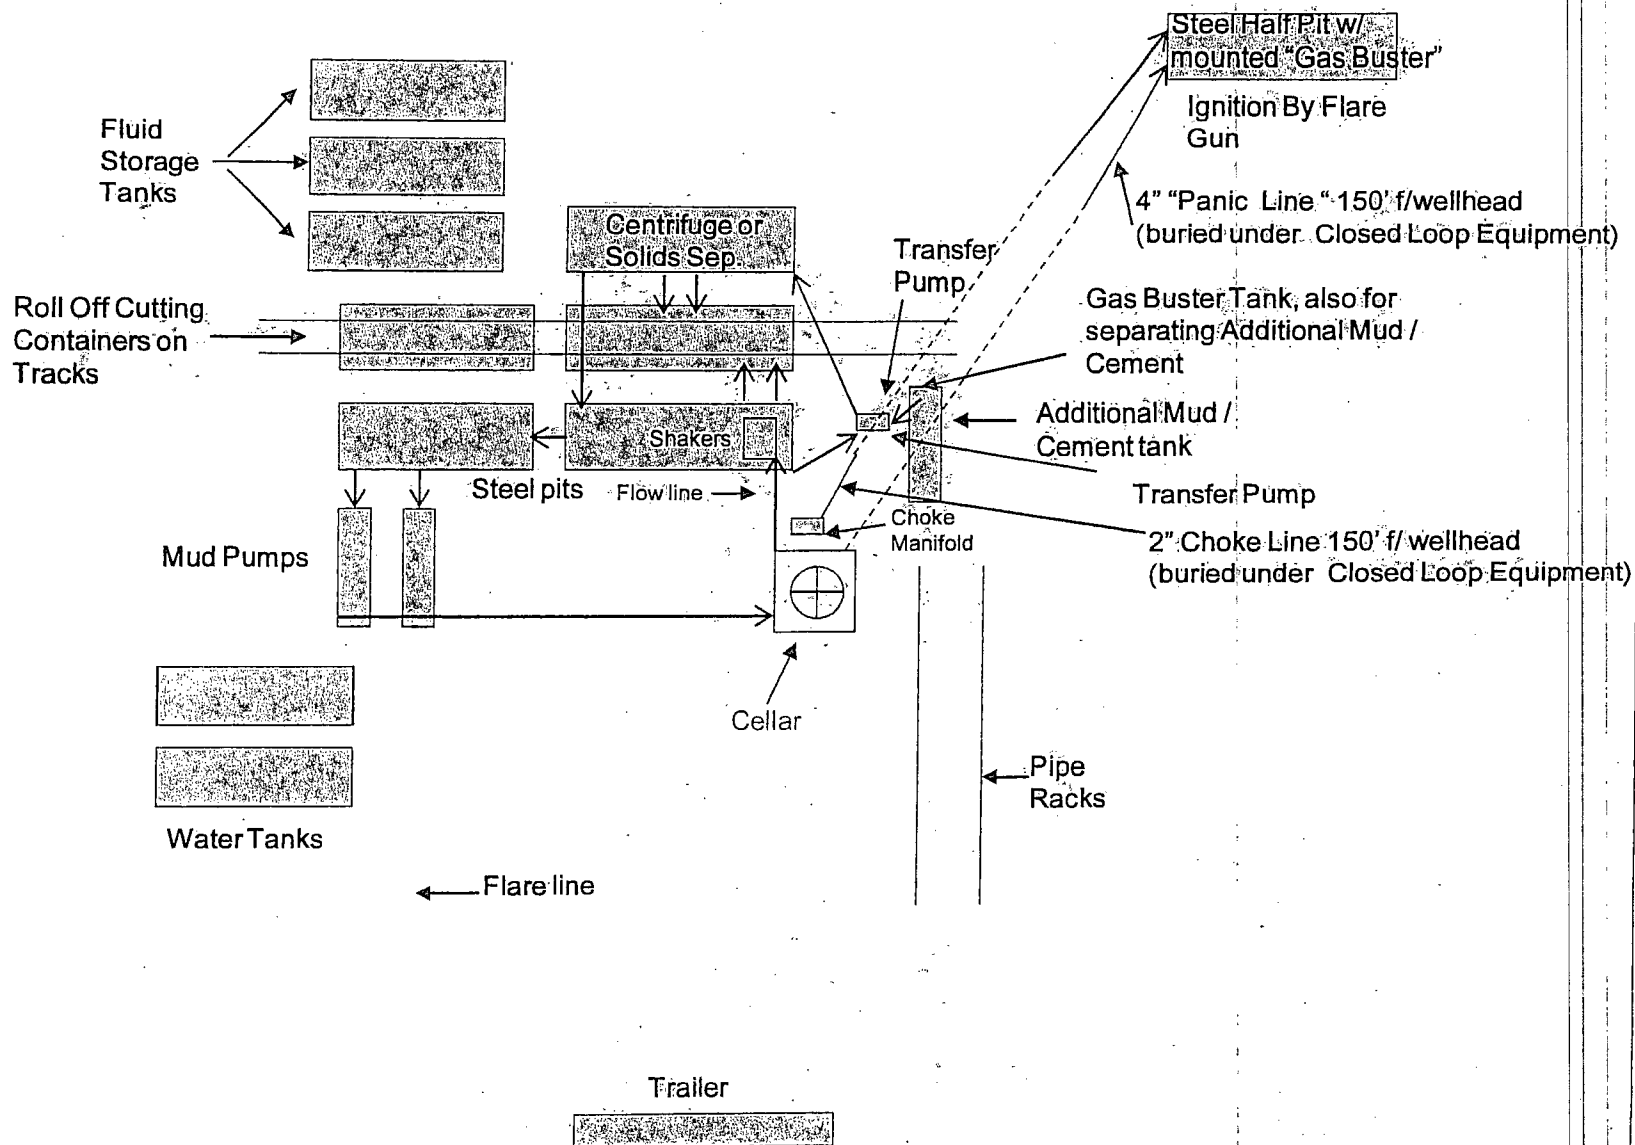 Steel Half Pit w/
mounted "Gas Buster"
Ignition By Flare
Gun
Fluid
Storage
Tanks
4" "Panic Line " 150' f/wellhead
(buried under Closed Loop Equipment)
Centrifuge or
Solids Sep.
Transfer
Pump
Roll Off Cutting
Containers on
Tracks
Gas Buster Tank, also for
separating Additional Mud /
Cement
Additional Mud /
Cement tank
Shakers
Steel pits
Flow line
Transfer Pump
Choke
Manifold
2" Choke Line 150' f/ wellhead
(buried under Closed Loop Equipment)
Mud Pumps
Cellar
Pipe
Racks
Water Tanks
Flare line
Trailer